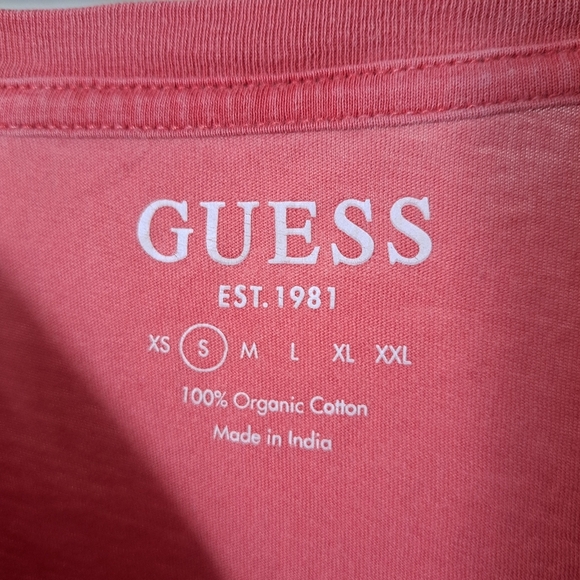 GUESS
EST. 1981
XS S M L XL XXL
100% Organic Cotton
Made in India